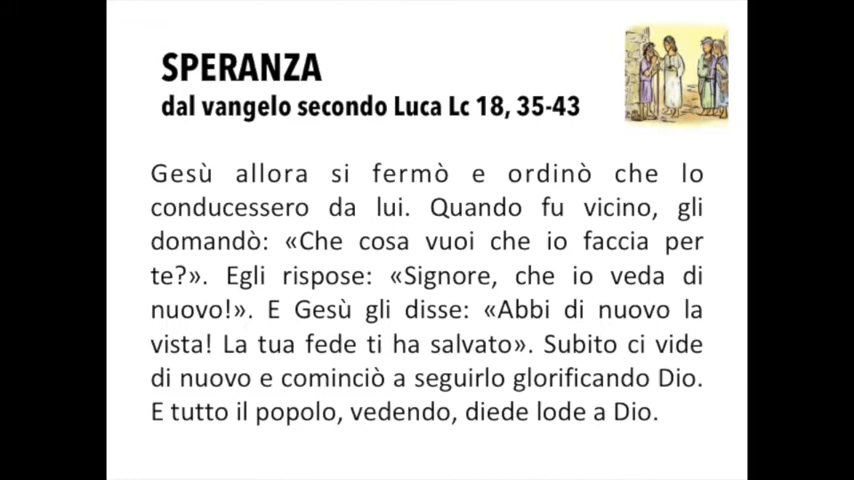 SPERANZA
dal vangelo secondo Luca Lc 18, 35-43
Gesù allora si fermò e ordinò che lo
conducessero da lui. Quando fu vicino, gli
domandò: «Che cosa vuoi che io faccia per
te?». Egli rispose: «Signore, che io veda di
nuovo!». E Gesù gli disse: «Abbi di nuovo la
vista! La tua fede ti ha salvato». Subito ci vide
di nuovo e cominciò a seguirlo glorificando Dio.
E tutto il popolo, vedendo, diede lode a Dio.